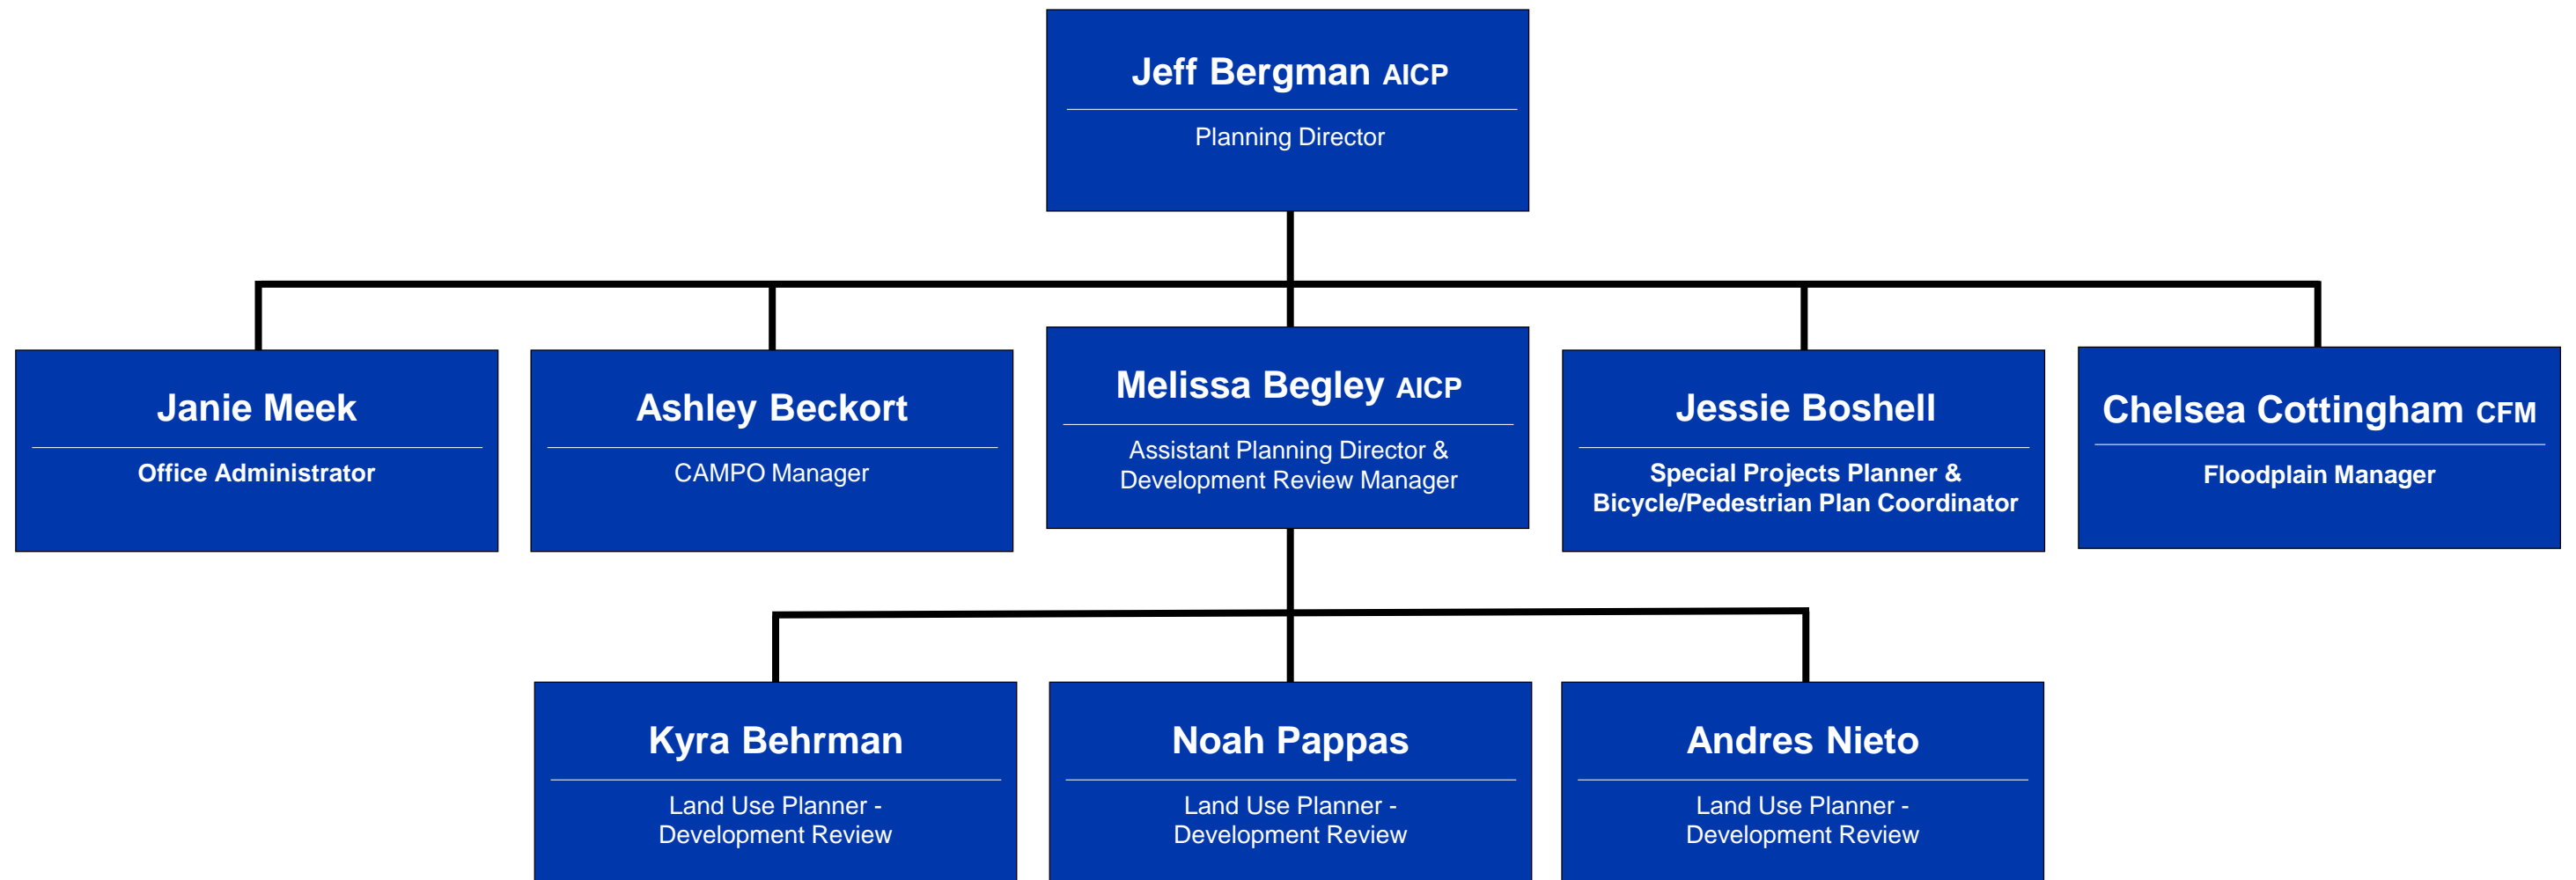 Jeff Bergman AICP
Planning Director
Janie Meek
Office Administrator
Ashley Beckort
CAMPO Manager
Melissa Begley AICP
Assistant Planning Director &
Development Review Manager
Jessie Boshell
Special Projects Planner &
Bicycle/Pedestrian Plan Coordinator
Chelsea Cottingham CFM
Floodplain Manager
Kyra Behrman
Land Use Planner -
Development Review
Noah Pappas
Land Use Planner -
Development Review
Andres Nieto
Land Use Planner -
Development Review